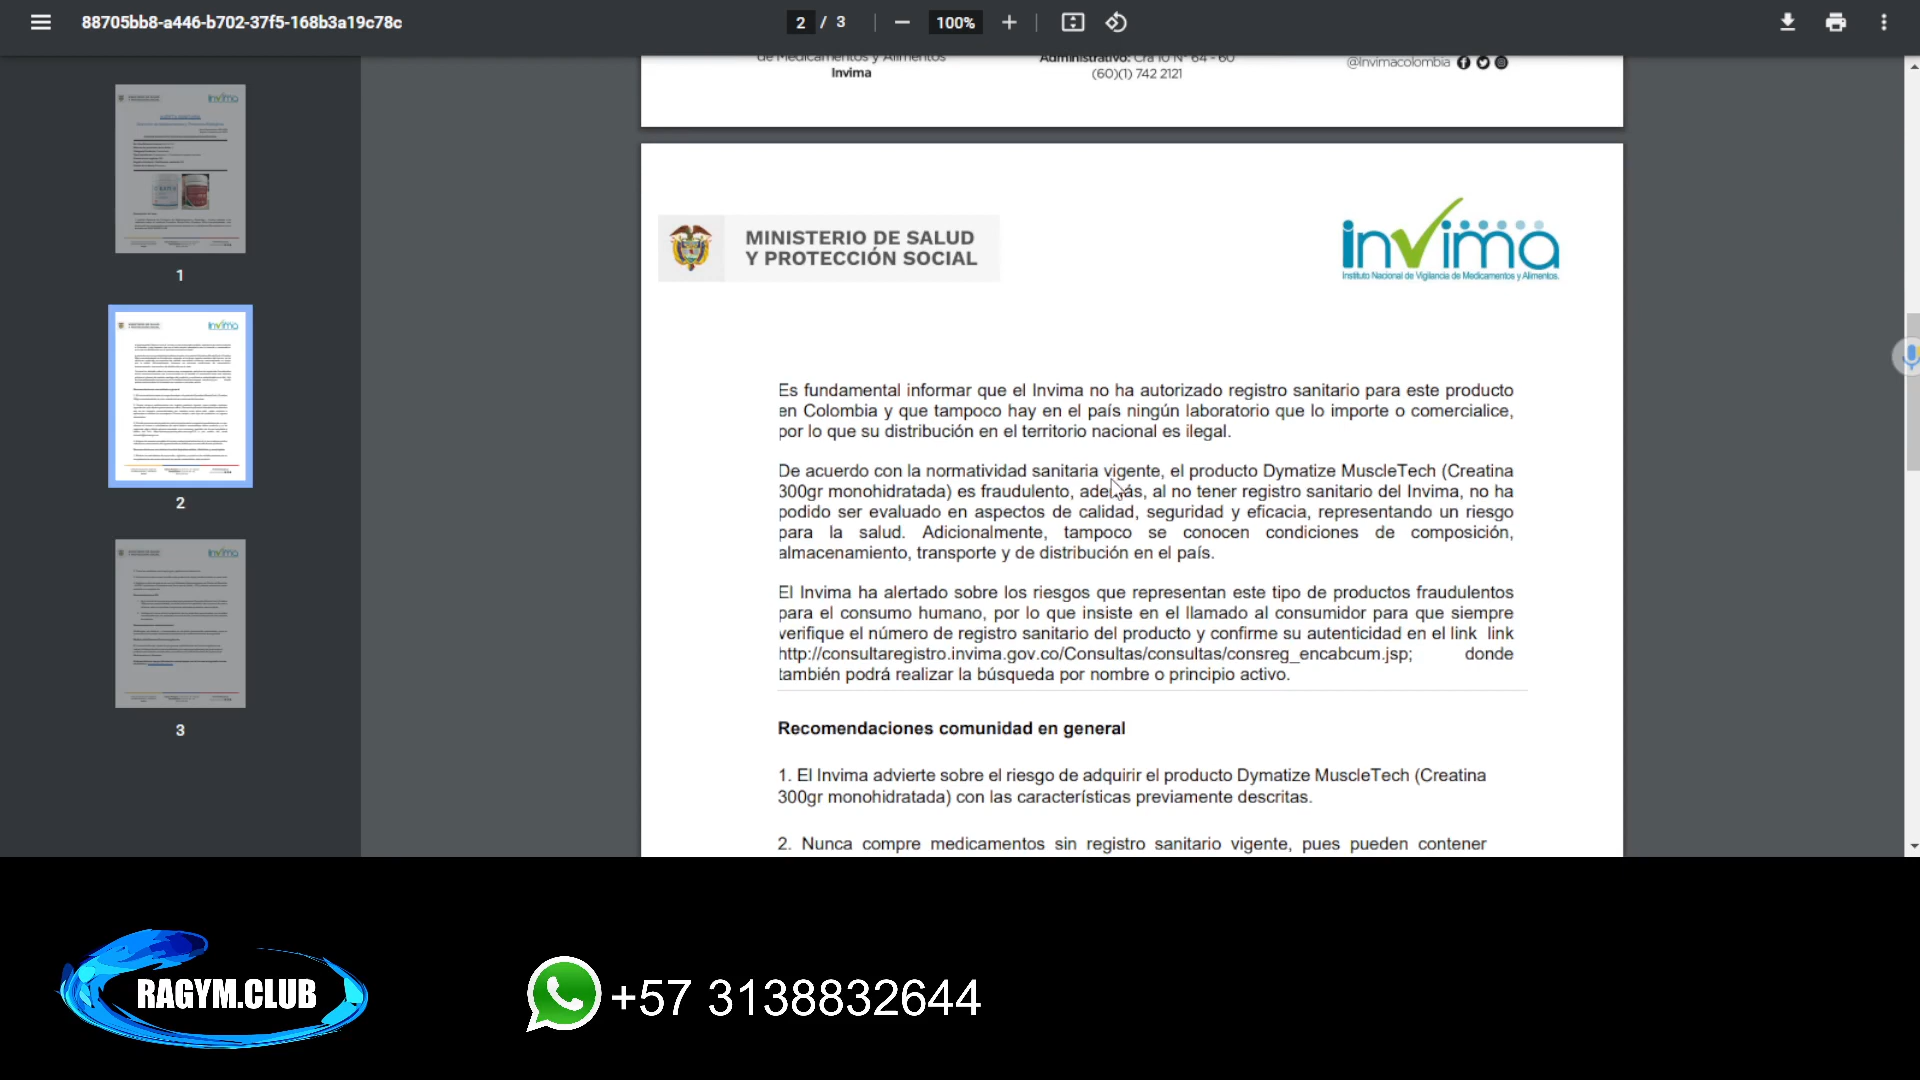 88705bb8-a446-b702-37f5-168b3a19c78c
2 / 3
100%
1
2
3
de Medicamentos y Alimentos
Invima
Administrativo: Cra 10 N° 64 - 60
(60)(1) 742 2121
@Invimacolombia
MINISTERIO DE SALUD
Y PROTECCIÓN SOCIAL
invima
Instituto Nacional de Vigilancia de Medicamentos y Alimentos.
Es fundamental informar que el Invima no ha autorizado registro sanitario para este producto
en Colombia y que tampoco hay en el país ningún laboratorio que lo importe o comercialice,
por lo que su distribución en el territorio nacional es ilegal.
De acuerdo con la normatividad sanitaria vigente, el producto Dymatize MuscleTech (Creatina
300gr monohidratada) es fraudulento, además, al no tener registro sanitario del Invima, no ha
podido ser evaluado en aspectos de calidad, seguridad y eficacia, representando un riesgo
para la salud. Adicionalmente, tampoco se conocen condiciones de composición,
almacenamiento, transporte y de distribución en el país.
El Invima ha alertado sobre los riesgos que representan este tipo de productos fraudulentos
para el consumo humano, por lo que insiste en el llamado al consumidor para que siempre
verifique el número de registro sanitario del producto y confirme su autenticidad en el link link
http://consultaregistro.invima.gov.co/Consultas/consultas/consreg_encabcum.jsp; donde
también podrá realizar la búsqueda por nombre o principio activo.
Recomendaciones comunidad en general
1. El Invima advierte sobre el riesgo de adquirir el producto Dymatize MuscleTech (Creatina
300gr monohidratada) con las características previamente descritas.
2. Nunca compre medicamentos sin registro sanitario vigente, pues pueden contener
RAGYM.CLUB
+57 3138832644